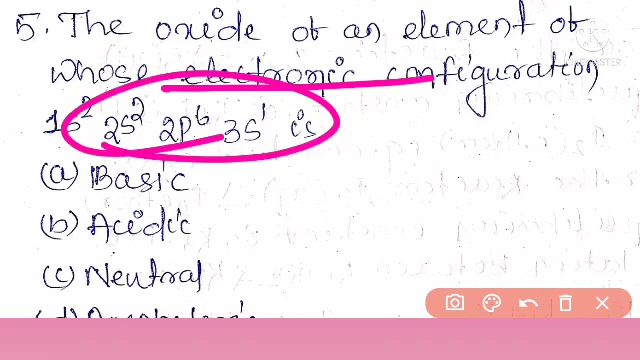 5. The oxide of an element of
whose electronic configuration
1s² 2s² 2p⁶ 3s¹ is
(a) Basic
(b) Acidic
(c) Neutral